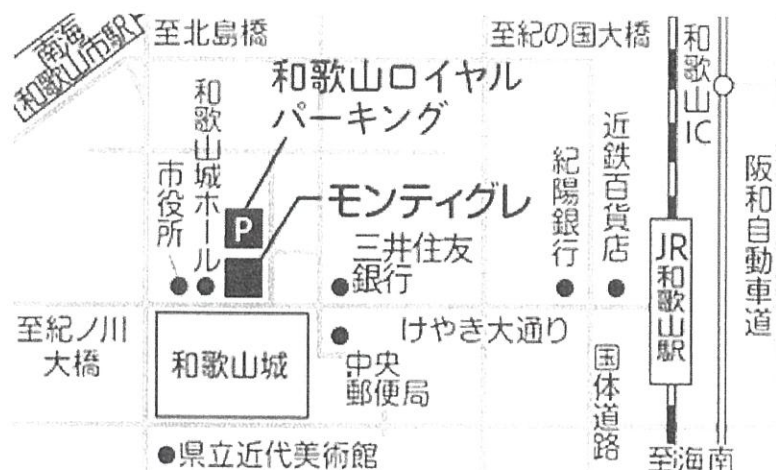 南海
和歌山市駅
至北島橋
至紀の国大橋
和歌山IC
和歌山ロイヤル
パーキング
和歌山城ホール
市役所
P
モンティグレ
三井住友
銀行
紀陽銀行
近鉄百貨店
JR和歌山駅
阪和自動車道
至紀ノ川
大橋
和歌山城
けやき大通り
中央
郵便局
国体道路
県立近代美術館
至海南